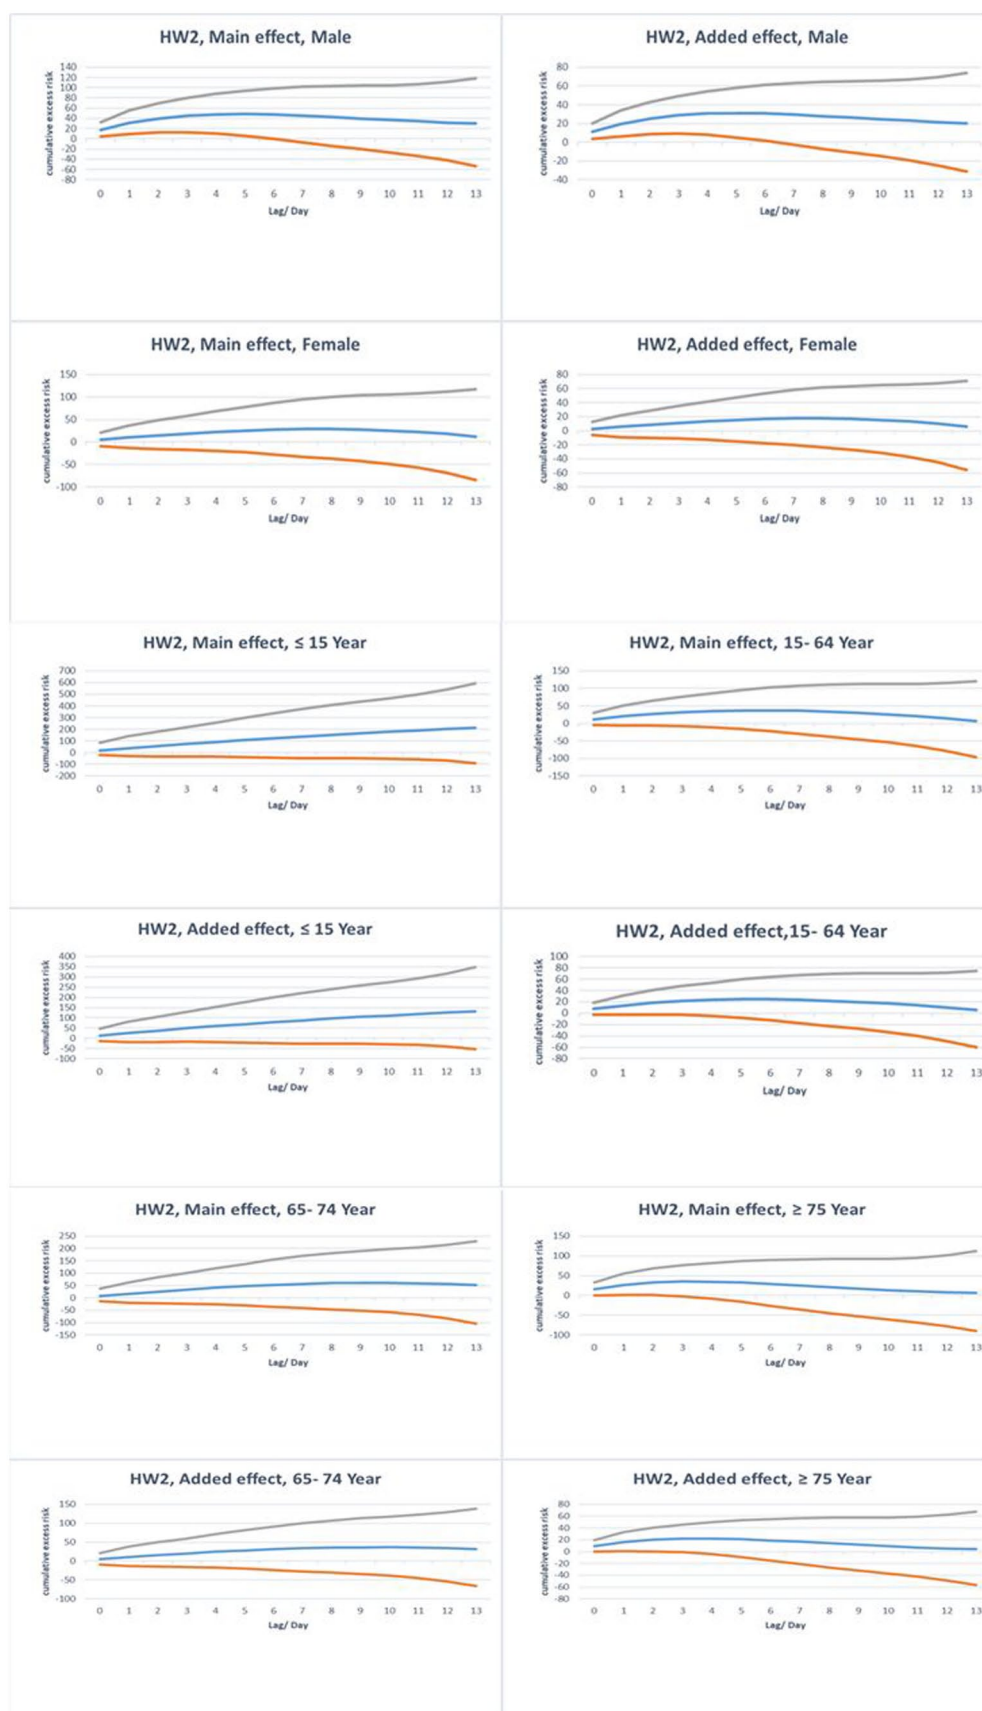 HW2, Main effect, Male
cumulative excess risk
140
120
100
80
60
40
20
0
-20
-40
-60
-80
0 1 2 3 4 5 6 7 8 9 10 11 12 13
Lag/ Day
HW2, Added effect, Male
cumulative excess risk
80
60
40
20
0
-20
-40
0 1 2 3 4 5 6 7 8 9 10 11 12 13
Lag/ Day
HW2, Main effect, Female
cumulative excess risk
150
100
50
0
-50
-100
0 1 2 3 4 5 6 7 8 9 10 11 12 13
Lag/ Day
HW2, Added effect, Female
cumulative excess risk
80
60
40
20
0
-20
-40
-60
-80
0 1 2 3 4 5 6 7 8 9 10 11 12 13
Lag/ Day
HW2, Main effect, ≤ 15 Year
cumulative excess risk
700
600
500
400
300
200
100
0
-100
-200
0 1 2 3 4 5 6 7 8 9 10 11 12 13
Lag/ Day
HW2, Main effect, 15- 64 Year
cumulative excess risk
150
100
50
0
-50
-100
-150
0 1 2 3 4 5 6 7 8 9 10 11 12 13
Lag/ Day
HW2, Added effect, ≤ 15 Year
cumulative excess risk
400
350
300
250
200
150
100
50
0
-50
-100
0 1 2 3 4 5 6 7 8 9 10 11 12 13
Lag/ Day
HW2, Added effect,15- 64 Year
cumulative excess risk
100
80
60
40
20
0
-20
-40
-60
-80
0 1 2 3 4 5 6 7 8 9 10 11 12 13
Lag/ Day
HW2, Main effect, 65- 74 Year
cumulative excess risk
250
200
150
100
50
0
-50
-100
-150
0 1 2 3 4 5 6 7 8 9 10 11 12 13
Lag/ Day
HW2, Main effect, ≥ 75 Year
cumulative excess risk
150
100
50
0
-50
-100
0 1 2 3 4 5 6 7 8 9 10 11 12 13
Lag/ Day
HW2, Added effect, 65- 74 Year
cumulative excess risk
150
100
50
0
-50
-100
0 1 2 3 4 5 6 7 8 9 10 11 12 13
Lag/ Day
HW2, Added effect, ≥ 75 Year
cumulative excess risk
80
60
40
20
0
-20
-40
-60
-80
0 1 2 3 4 5 6 7 8 9 10 11 12 13
Lag/ Day